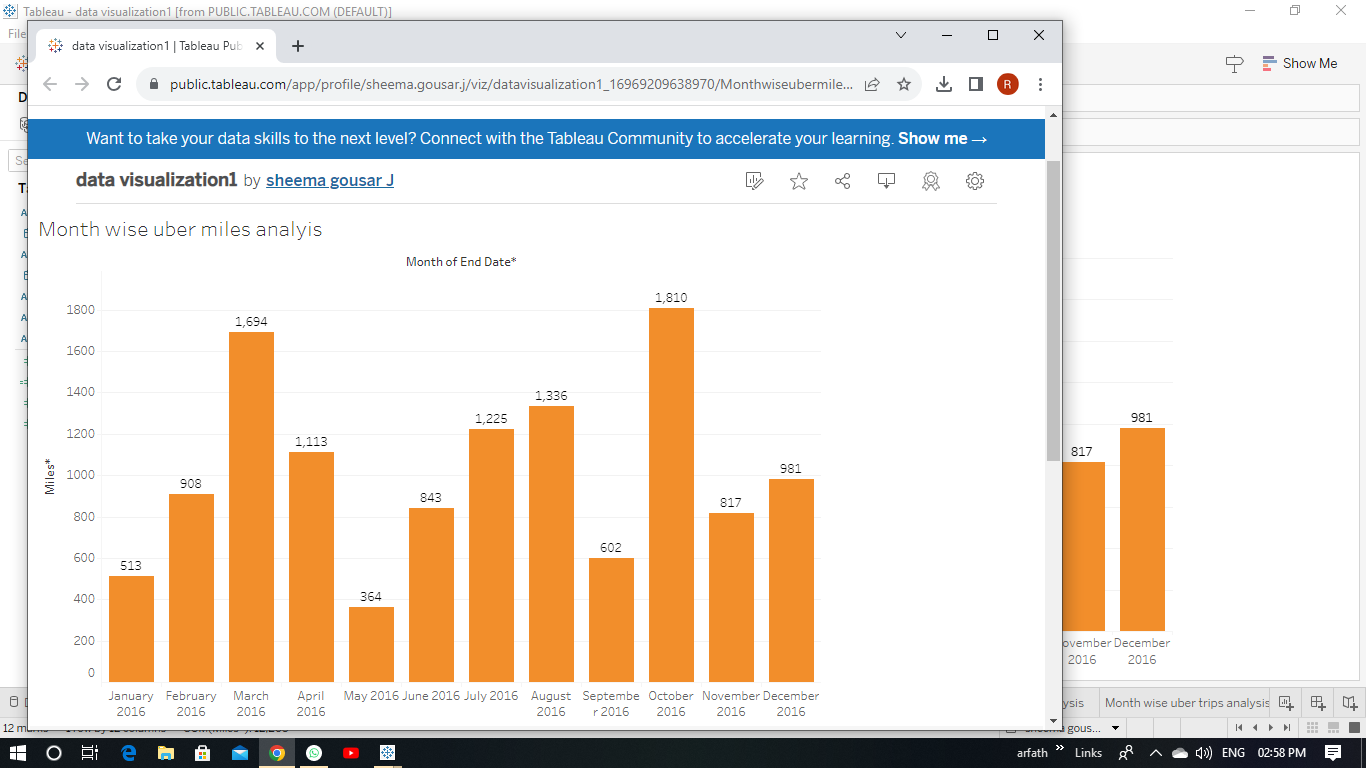 Tableau - data visualization1 [from PUBLIC.TABLEAU.COM (DEFAULT)]
File
data visualization1 | Tableau Pub
public.tableau.com/app/profile/sheema.gousar.j/viz/datavisualization1_16969209638970/Monthwiseubermile...
R
Show Me
Want to take your data skills to the next level? Connect with the Tableau Community to accelerate your learning. Show me →
data visualization1 by sheema gousar J
Month wise uber miles analyis
Month of End Date*
Miles*
1800
1600
1400
1200
1000
800
600
400
200
0
513
908
1,694
1,113
364
843
1,225
1,336
602
1,810
817
981
January 2016
February 2016
March 2016
April 2016
May 2016
June 2016
July 2016
August 2016
Septembe
r 2016
October 2016
November 2016
December 2016
817
981
ovember
2016
December
2016
ysis
Month wise uber trips analysis
gous...
arfath
Links
ENG
02:58 PM